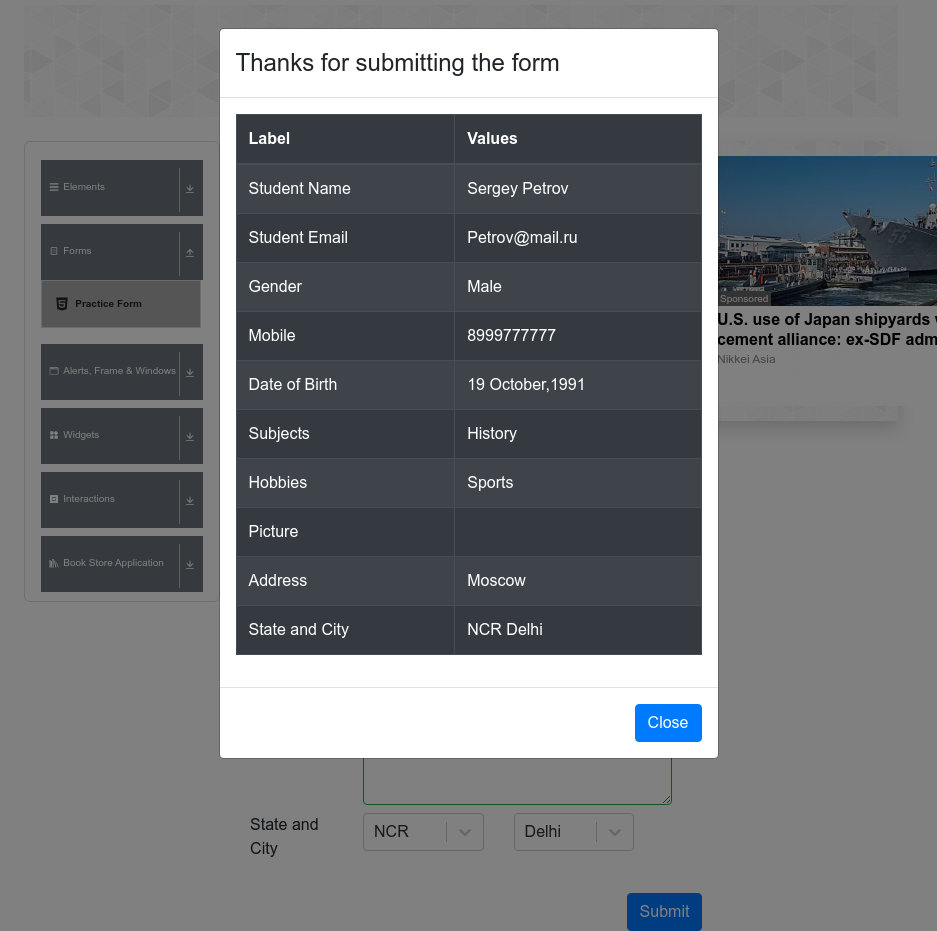 Thanks for submitting the form
Label Values
Student Name Sergey Petrov
Student Email Petrov@mail.ru
Gender Male
Mobile 8999777777
Date of Birth 19 October,1991
Subjects History
Hobbies Sports
Picture
Address Moscow
State and City NCR Delhi
Close
Elements
Forms
Practice Form
Alerts, Frame & Windows
Widgets
Interactions
Book Store Application
Sponsored
U.S. use of Japan shipyards
cement alliance: ex-SDF adm
Nikkei Asia
State and
City
NCR
Delhi
Submit